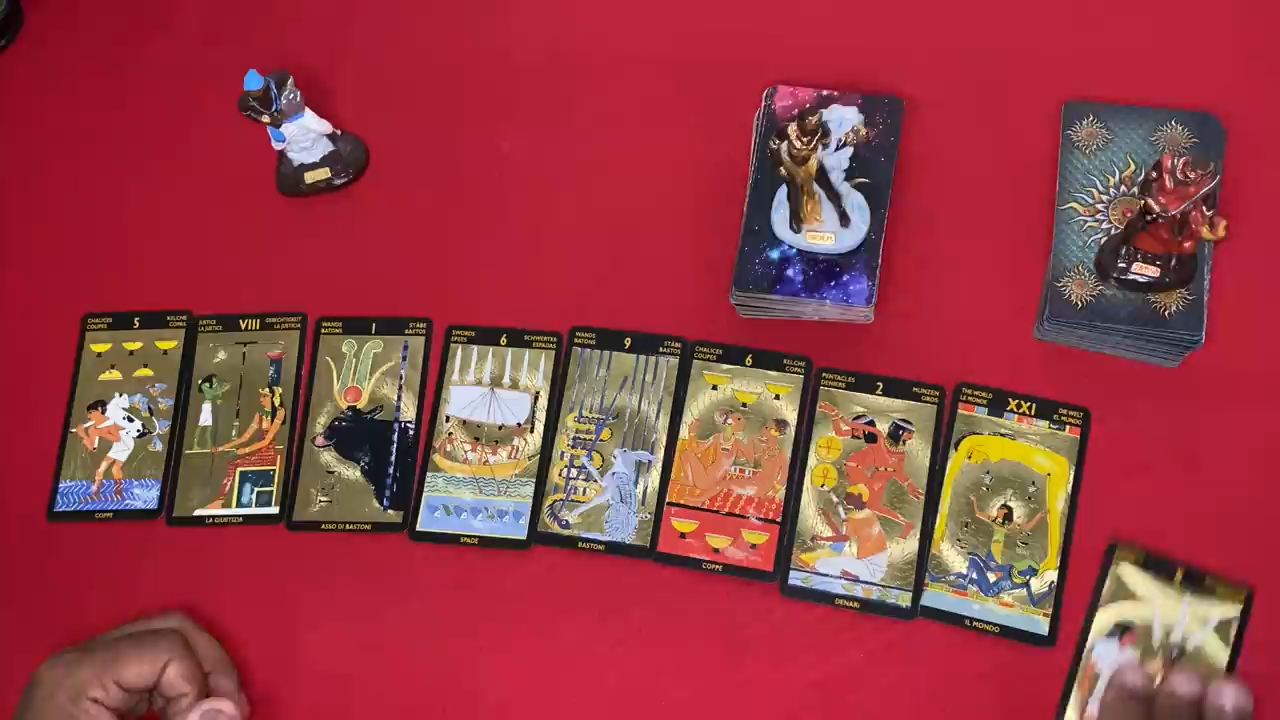 CHALICES
COUPES
5
KELCHE
COPAS
COPPE
JUSTICE
LA JUSTICE
VIII
GERECHTIGKEIT
LA JUSTICIA
LA GIUSTIZIA
WANDS
BATONS
I
STÄBE
BASTOS
ASSO DI BASTONI
SWORDS
EPEES
6
SCHWERTER
ESPADAS
SPADE
WANDS
BATONS
9
STÄBE
BASTOS
BASTONI
CHALICES
COUPES
6
KELCHE
COPAS
COPPE
PENTACLES
DENIERS
2
MÜNZEN
OROS
DENARI
THE WORLD
LE MONDE
XXI
DIE WELT
EL MUNDO
IL MONDO